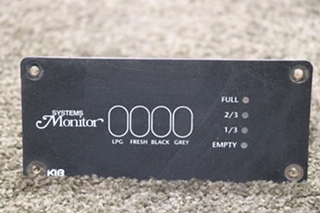 SYSTEMS
Monitor
LPG FRESH BLACK GREY
FULL
2/3
1/3
EMPTY
KIB